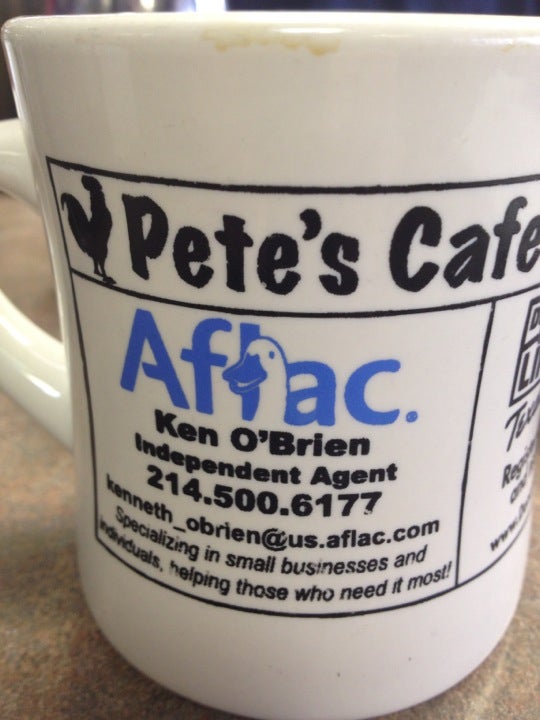 Pete's Cafe
Aflac.
Ken O'Brien
Independent Agent
214.500.6177
kenneth_obrien@us.aflac.com
Specializing in small businesses and
individuals, helping those who need it most!
www.